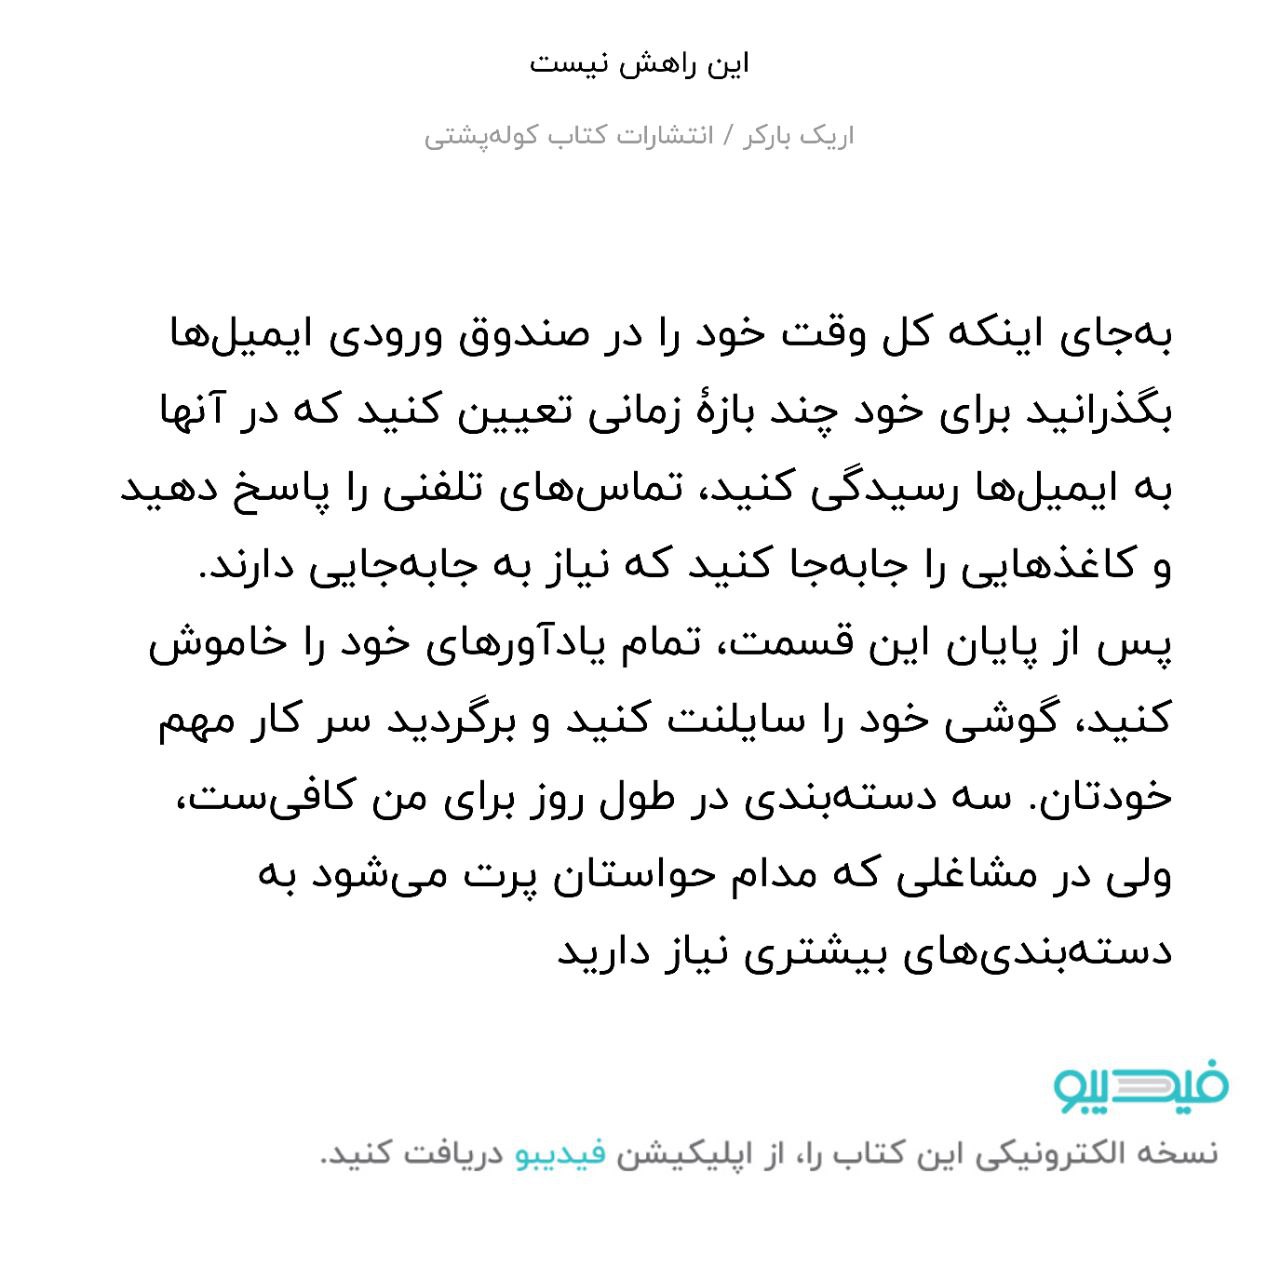 این راهش نیست
اریک بارکر / انتشارات کتاب کوله‌پشتی
به‌جای اینکه کل وقت خود را در صندوق ورودی ایمیل‌ها
بگذرانید برای خود چند بازهٔ زمانی تعیین کنید که در آنها
به ایمیل‌ها رسیدگی کنید، تماس‌های تلفنی را پاسخ دهید
و کاغذهایی را جابه‌جا کنید که نیاز به جابه‌جایی دارند.
پس از پایان این قسمت، تمام یادآورهای خود را خاموش
کنید، گوشی خود را سایلنت کنید و برگردید سر کار مهم
خودتان. سه دسته‌بندی در طول روز برای من کافی‌ست،
ولی در مشاغلی که مدام حواستان پرت می‌شود به
دسته‌بندی‌های بیشتری نیاز دارید
فیدیبو
نسخه الکترونیکی این کتاب را، از اپلیکیشن فیدیبو دریافت کنید.